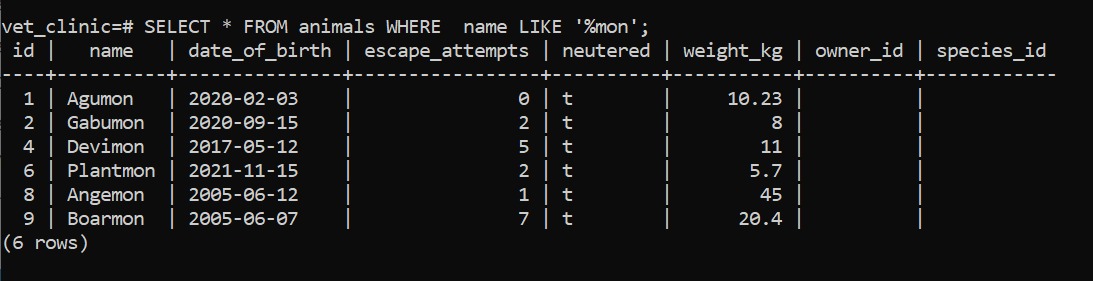 vet_clinic=# SELECT * FROM animals WHERE  name LIKE '%mon';
 id |   name   | date_of_birth | escape_attempts | neutered | weight_kg | owner_id | species_id
----+----------+---------------+-----------------+----------+-----------+----------+------------
  1 | Agumon   | 2020-02-03    |               0 | t        |     10.23 |          |
  2 | Gabumon  | 2020-09-15    |               2 | t        |         8 |          |
  4 | Devimon  | 2017-05-12    |               5 | t        |        11 |          |
  6 | Plantmon | 2021-11-15    |               2 | t        |       5.7 |          |
  8 | Angemon  | 2005-06-12    |               1 | t        |        45 |          |
  9 | Boarmon  | 2005-06-07    |               7 | t        |      20.4 |          |
(6 rows)